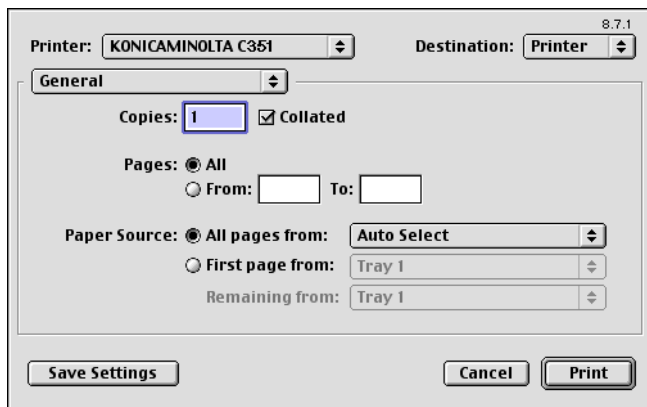 8.7.1
Printer: KONICAMINOLTA C351 Destination: Printer
General
Copies: 1 Collated
Pages: All
From: To:
Paper Source: All pages from: Auto Select
First page from: Tray 1
Remaining from: Tray 1
Save Settings Cancel Print